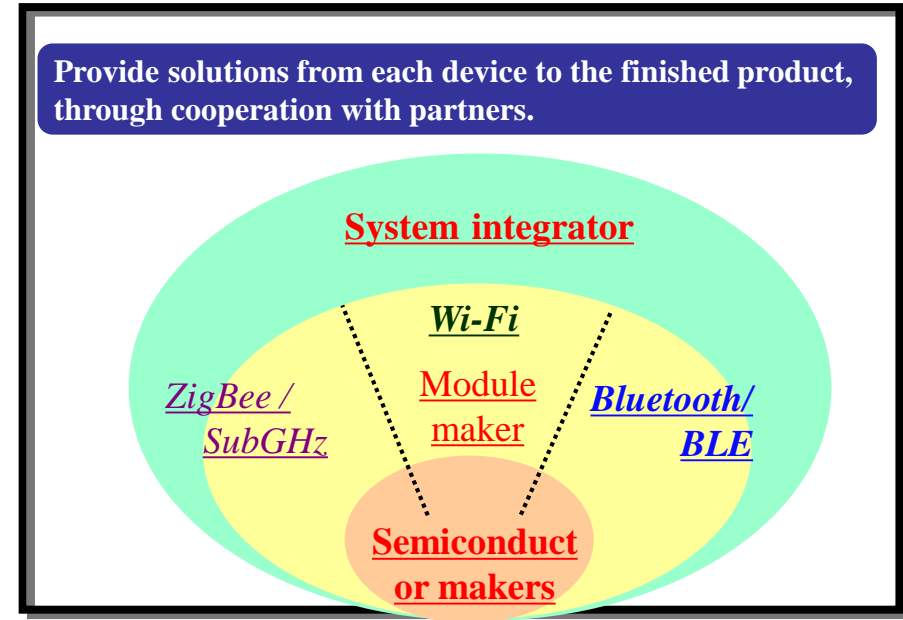 Provide solutions from each device to the finished product,
through cooperation with partners.
System integrator
Wi-Fi
Module
maker
ZigBee /
SubGHz
Bluetooth/
BLE
Semiconduct
or makers